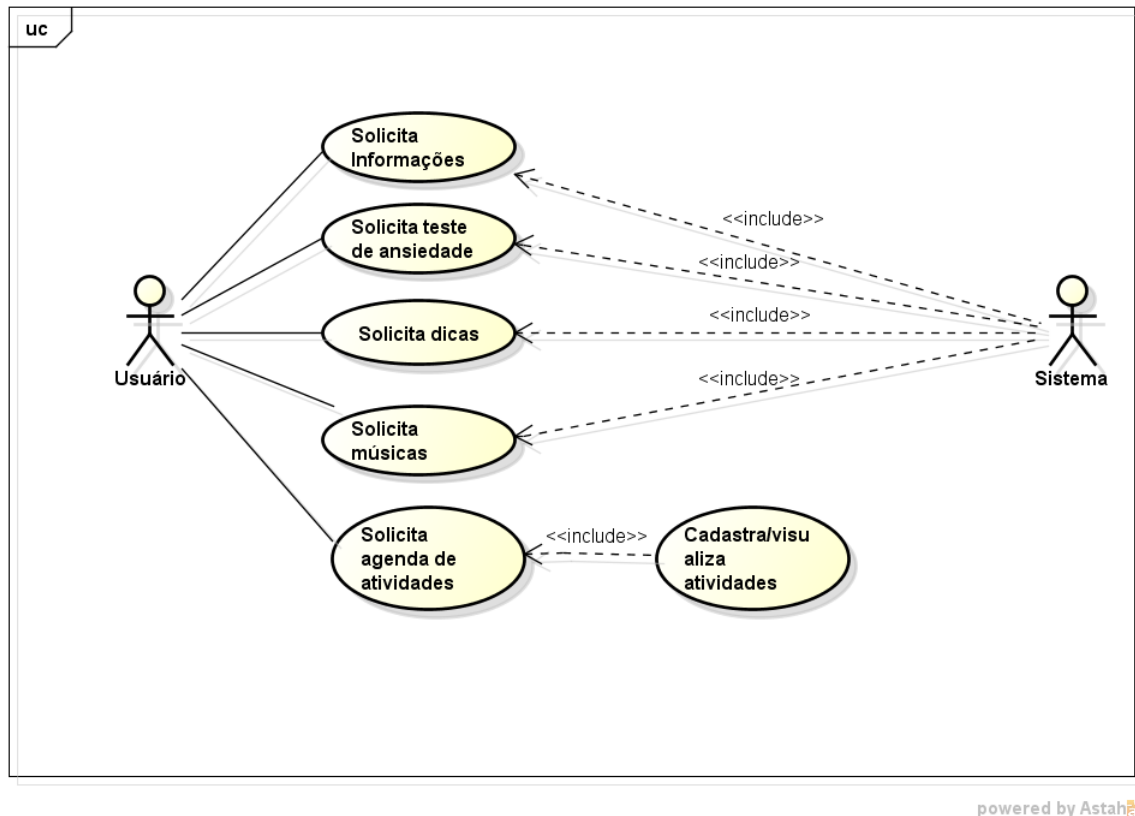 uc
Solicita
Informações
<<include>>
Solicita teste
de ansiedade
<<include>>
<<include>>
Solicita dicas
Usuário
Sistema
<<include>>
Solicita
músicas
Solicita
agenda de
atividades
<<include>>
Cadastra/visu
aliza
atividades
powered by Astah